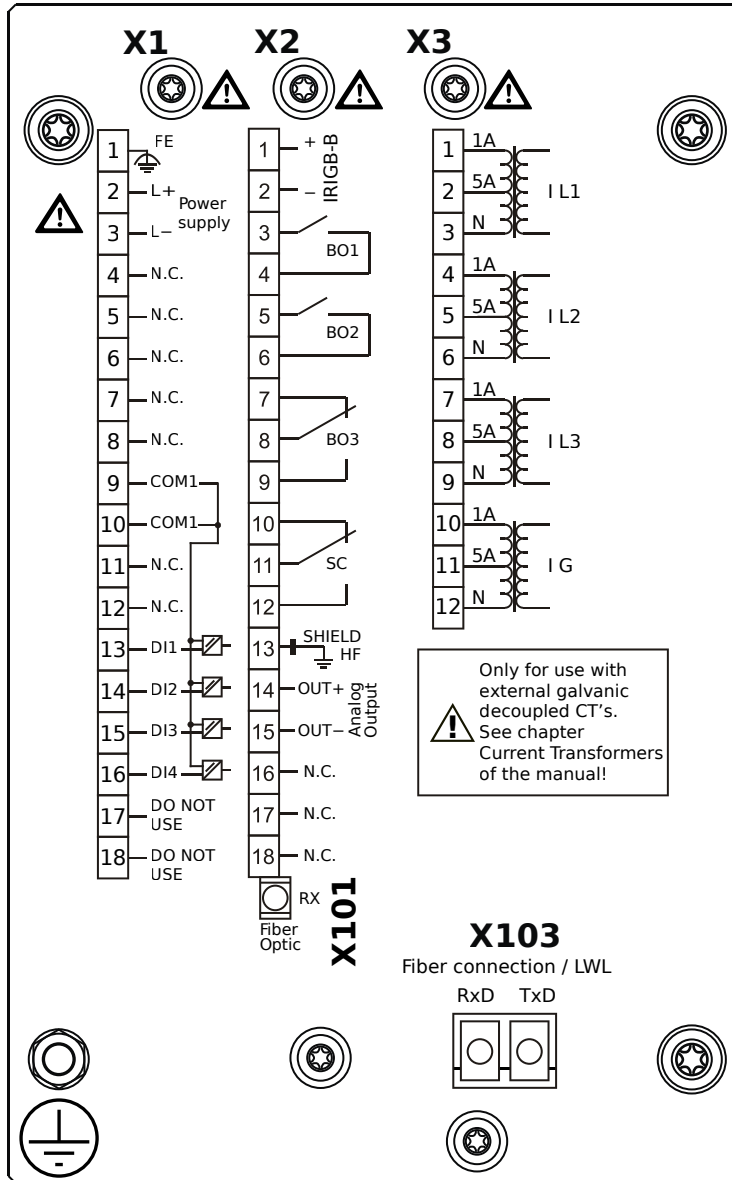 X1
X2
X3
1 FE
2 L+ Power
supply
3 L−
4 N.C.
5 N.C.
6 N.C.
7 N.C.
8 N.C.
9 COM1
10 COM1
11 N.C.
12 N.C.
13 DI1
14 DI2
15 DI3
16 DI4
17 DO NOT
USE
18 DO NOT
USE
1 +
IRIGB-B
2 −
3
BO1
4
5
BO2
6
7
8 BO3
9
10
11 SC
12
13 SHIELD
HF
14 OUT+
Analog
Output
15 OUT−
16 N.C.
17 N.C.
18 N.C.
RX
Fiber
Optic
X101
1 1A
2 5A I L1
3 N
4 1A
5 5A I L2
6 N
7 1A
8 5A I L3
9 N
10 1A
11 5A I G
12 N
! Only for use with
external galvanic
decoupled CT's.
See chapter
Current Transformers
of the manual!
X103
Fiber connection / LWL
RxD TxD